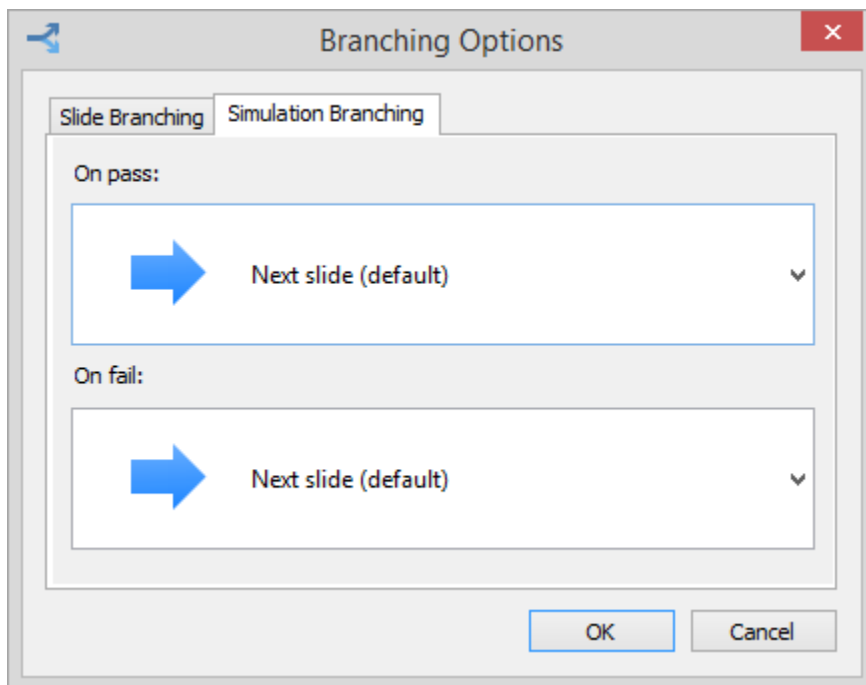 Branching Options
Slide Branching
Simulation Branching
On pass:
Next slide (default)
On fail:
Next slide (default)
OK
Cancel